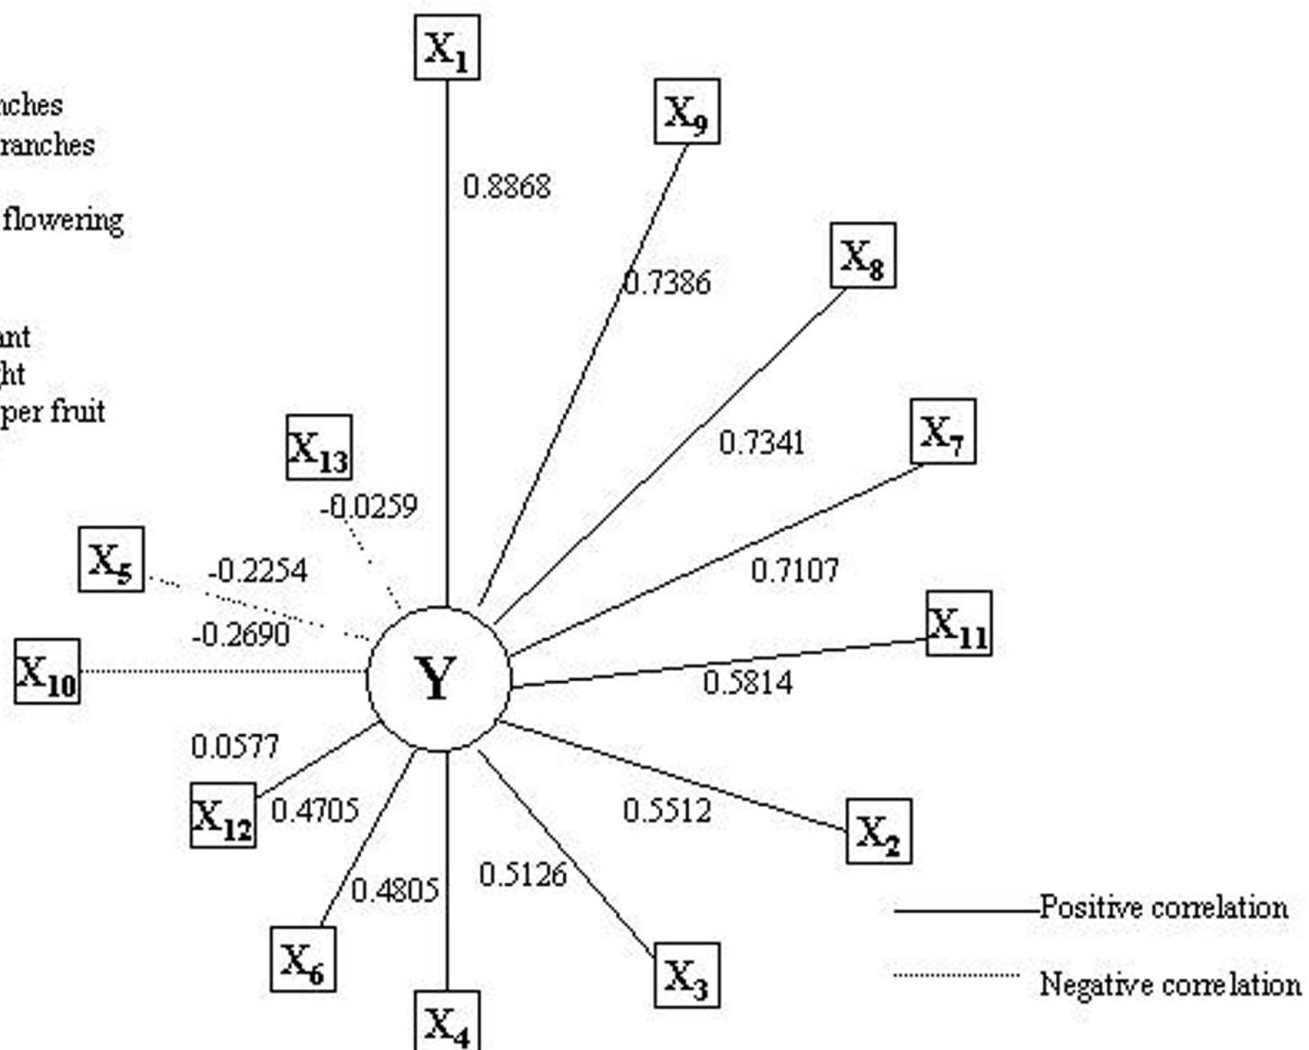 X1
X9
nches
ranches
0.8868
flowering
X8
0.7386
ant
ght
per fruit
X7
X13
0.7341
-0.0259
X5
-0.2254
0.7107
X11
-0.2690
X10
Y
0.5814
0.0577
X12
0.4705
0.5512
X2
0.4805
0.5126
Positive correlation
X6
X3
Negative correlation
X4